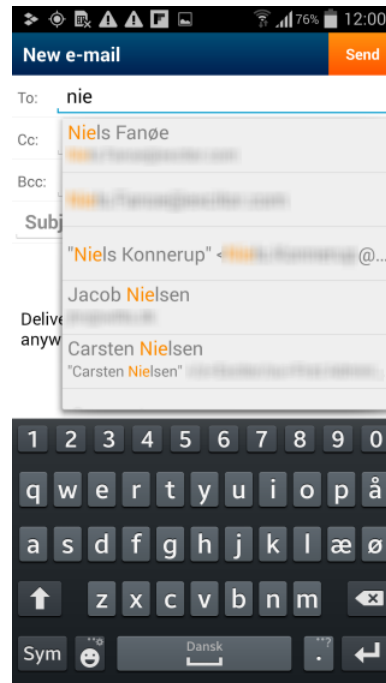 76% 12:00
New e-mail Send
To: nie
Cc:
Niels Fanøe
Bcc:
Subj
"Niels Konnerup" < @...
Jacob Nielsen
Delive
anyw
Carsten Nielsen
"Carsten Nielsen"
1 2 3 4 5 6 7 8 9 0
q w e r t y u i o p å
a s d f g h j k l æ ø
z x c v b n m
Sym Dansk . ?